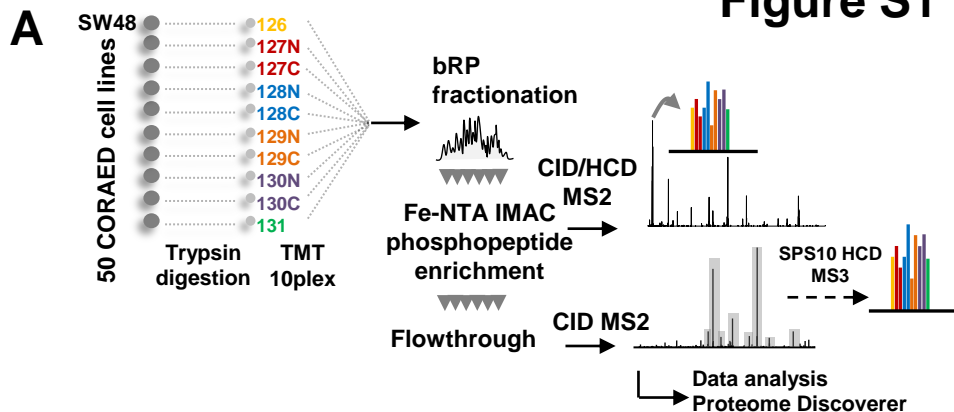 Figure S1
A
SW48
50 CORAED cell lines
126
127N
127C
128N
128C
129N
129C
130N
130C
131
Trypsin
digestion
TMT
10plex
bRP
fractionation
Fe-NTA IMAC
phosphopeptide
enrichment
Flowthrough
CID/HCD
MS2
CID MS2
SPS10 HCD
MS3
Data analysis
Proteome Discoverer